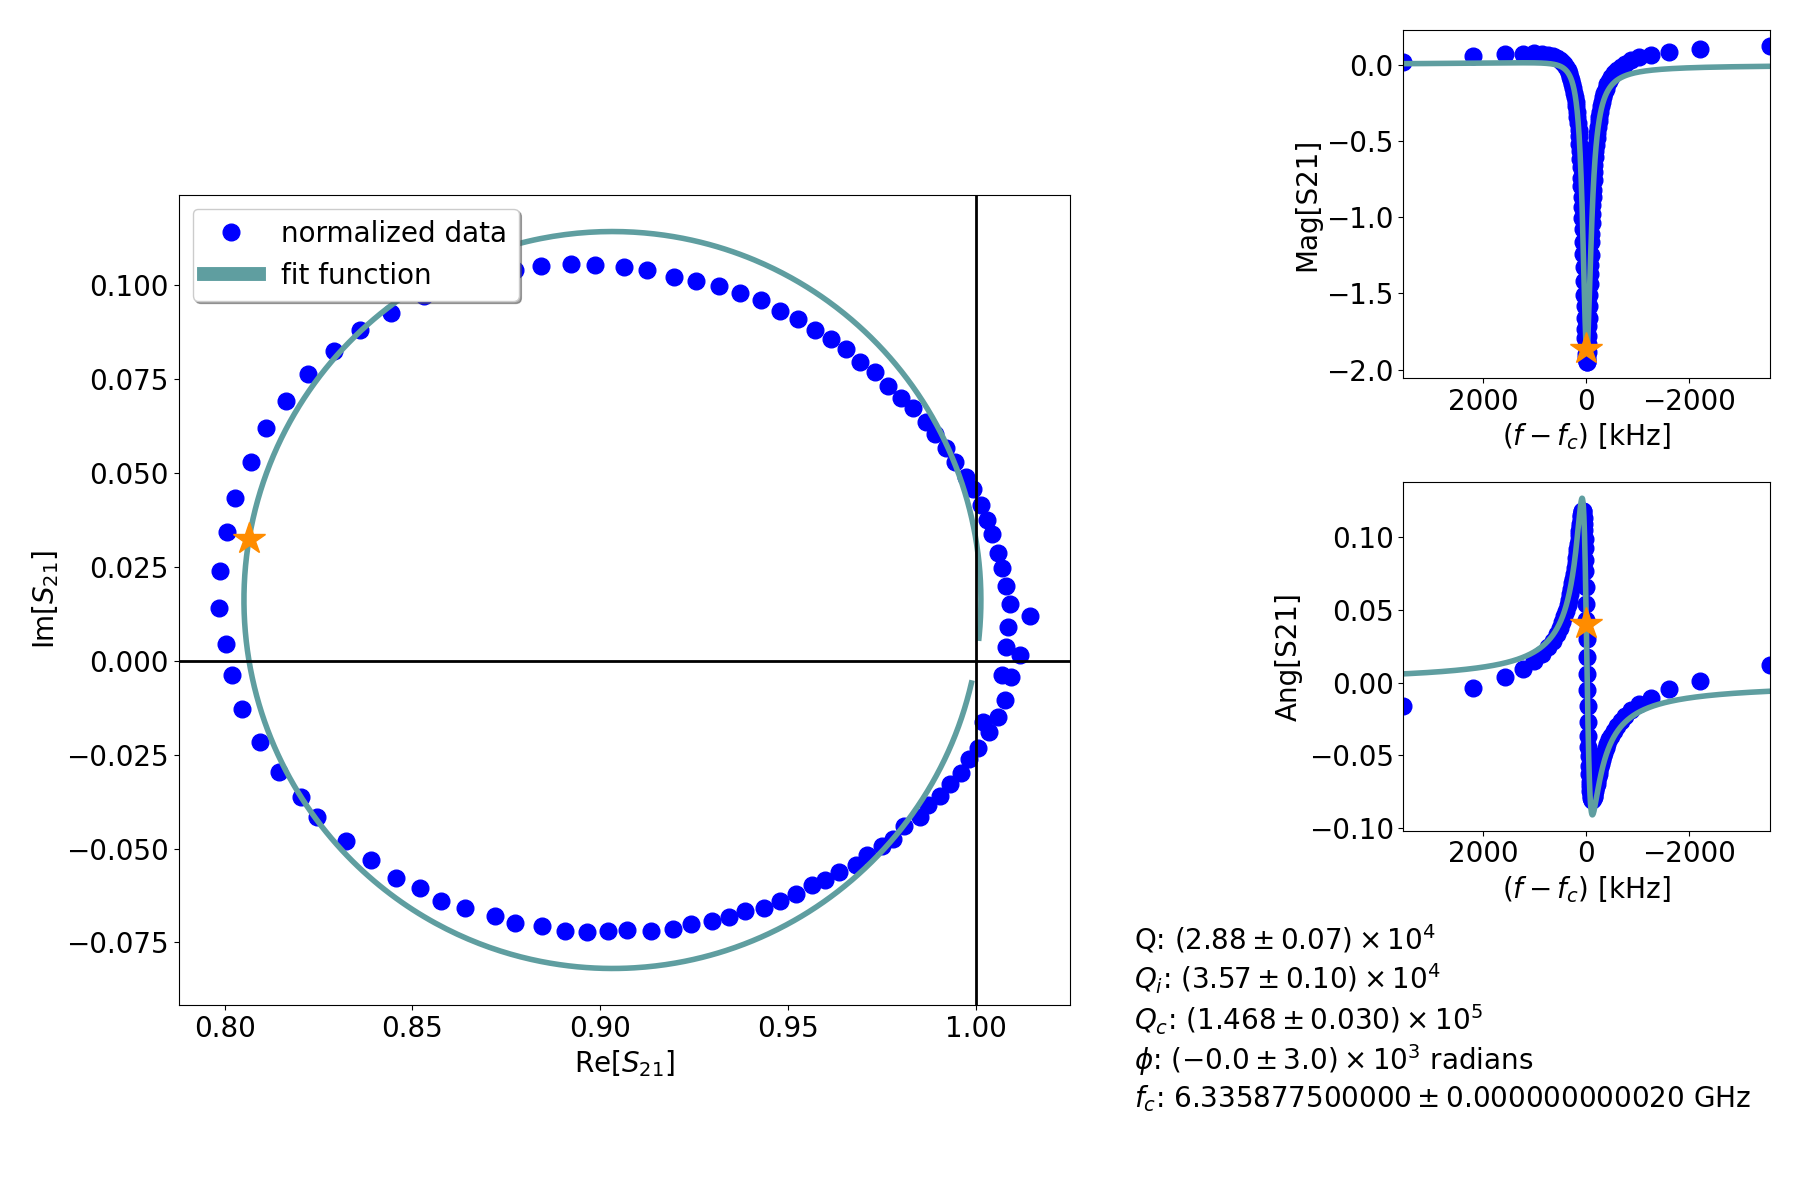 normalized data
fit function
0.100
0.075
0.050
0.025
0.000
−0.025
−0.050
−0.075
Im[S21]
0.80
0.85
0.90
0.95
1.00
Re[S21]
0.0
−0.5
−1.0
−1.5
−2.0
Mag[S21]
2000
0
−2000
(f − fc) [kHz]
0.10
0.05
0.00
−0.05
−0.10
Ang[S21]
2000
0
−2000
(f − fc) [kHz]
Q: (2.88 ± 0.07) × 10^4
Qi: (3.57 ± 0.10) × 10^4
Qc: (1.468 ± 0.030) × 10^5
ϕ: (−0.0 ± 3.0) × 10^3 radians
fc: 6.335877500000 ± 0.000000000020 GHz